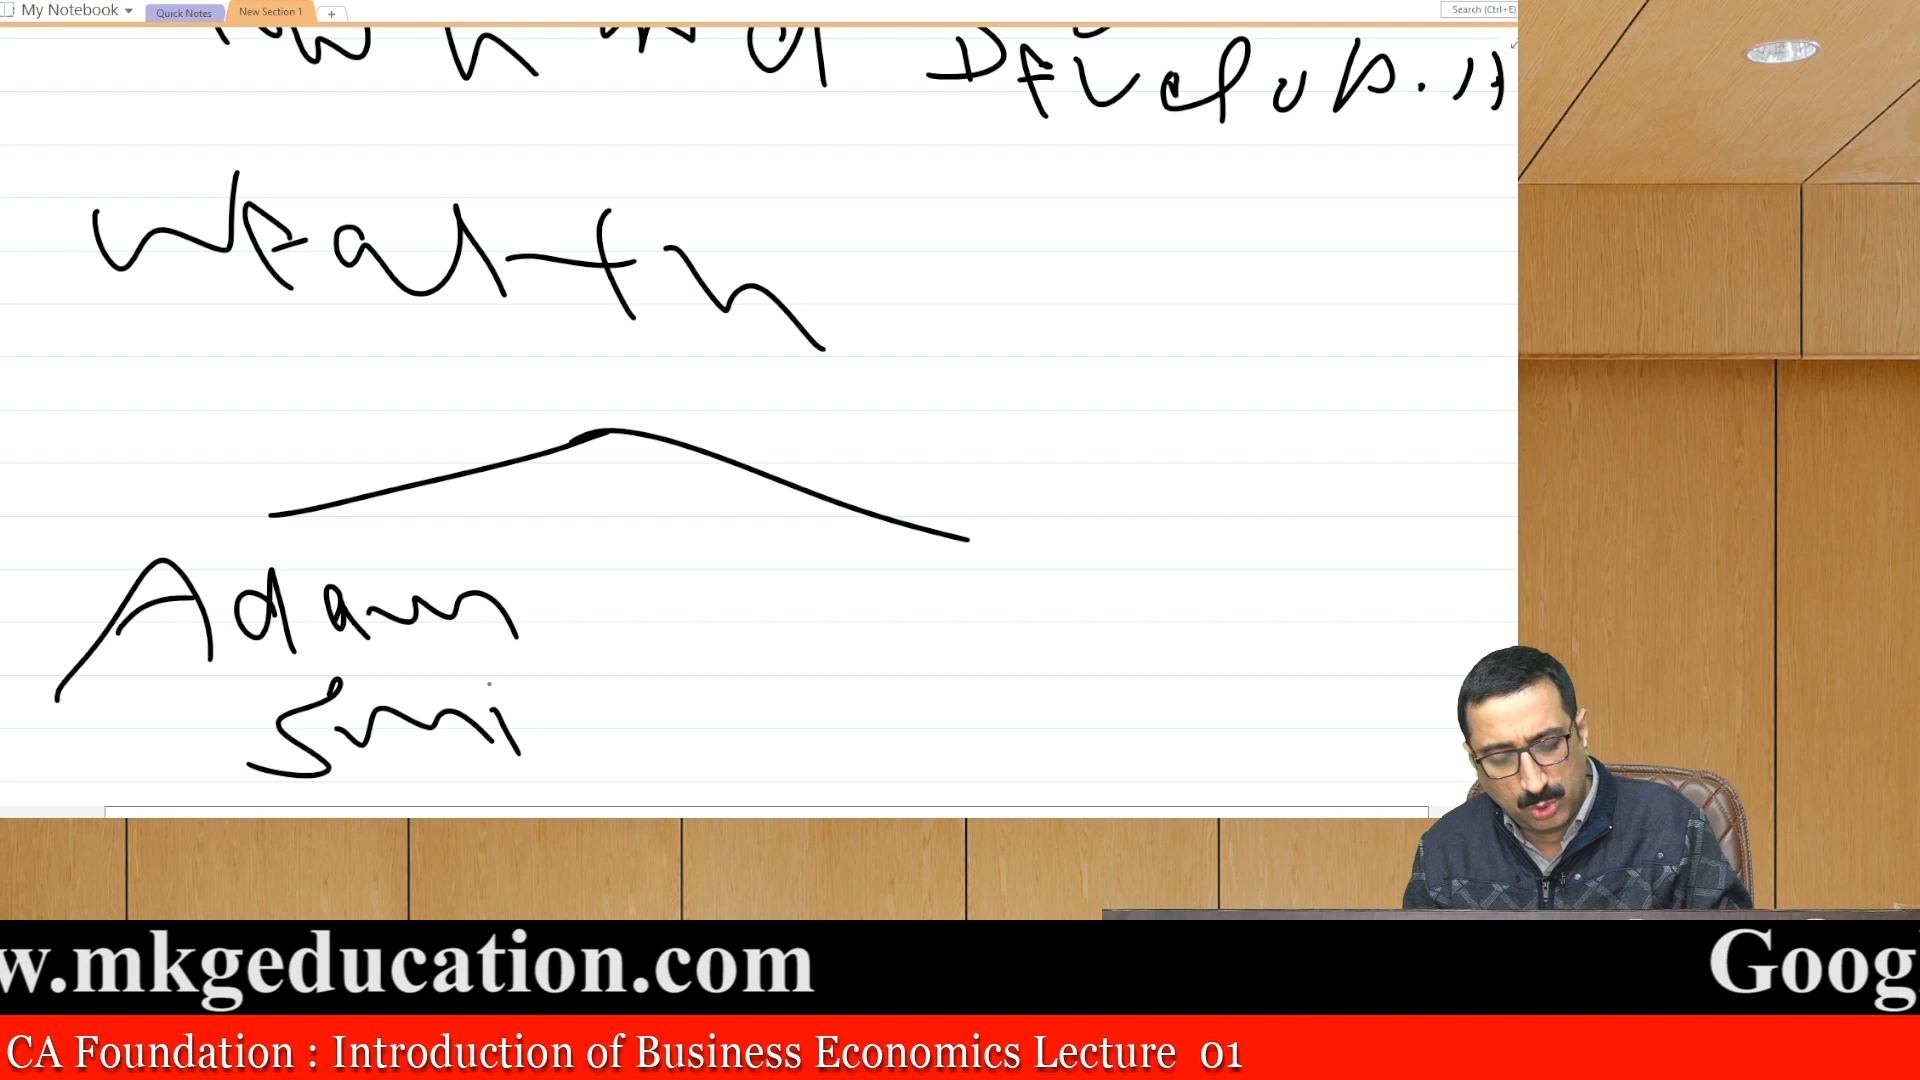 My Notebook
Quick Notes
New Section 1
+
Search (Ctrl+E)
Develop.
Wealth
Adam
Smi
w.mkgeducation.com
Goog
CA Foundation : Introduction of Business Economics Lecture 01